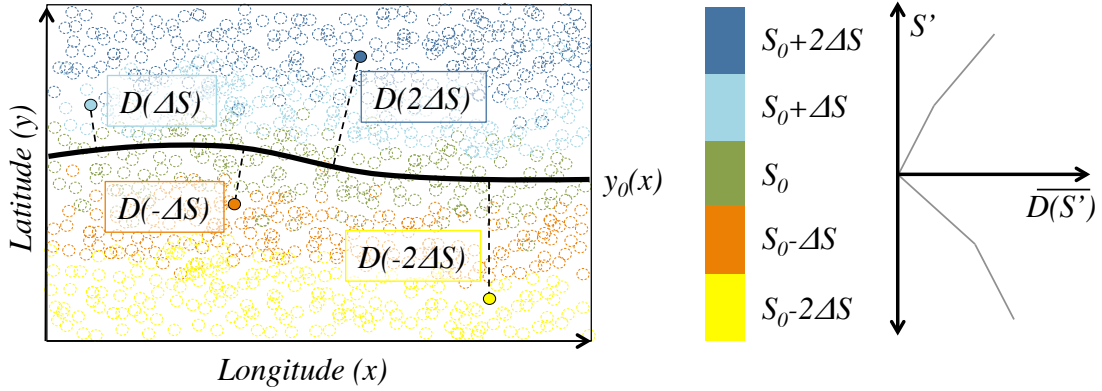 Latitude (y)
D(ΔS)
D(2ΔS)
D(-ΔS)
D(-2ΔS)
y₀(x)
Longitude (x)
S₀+2ΔS
S₀+ΔS
S₀
S₀-ΔS
S₀-2ΔS
S’
D(S’)